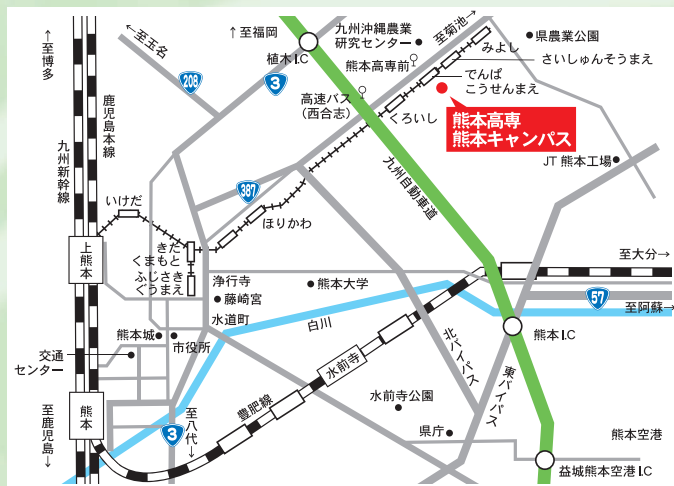 ←至玉名
↑至福岡
植木I.C
九州沖縄農業
研究センター
至菊池→
県農業公園
みよし
さいしゅんそうまえ
熊本高専前
でんぱ
こうせんまえ
↑至博多
208
3
高速バス
(西合志)
くろいし
熊本高専
熊本キャンパス
鹿児島本線
九州新幹線
九州自動車道
JT 熊本工場
387
いけだ
ほりかわ
上熊本
きた
くまもと
ふじさき
ぐうまえ
浄行寺
藤崎宮
水道町
熊本大学
至大分→
57
至阿蘇→
白川
熊本城
市役所
熊本I.C
交通
センター
北バイパス
東バイパス
水前寺
豊肥線
水前寺公園
熊本
至鹿児島↓
3
至八代↓
県庁
熊本空港
益城熊本空港I.C